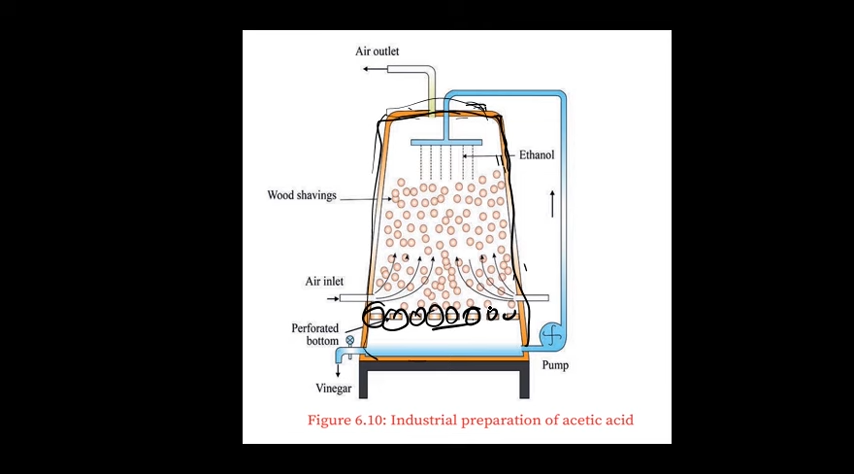 Air outlet
Ethanol
Wood shavings
Air inlet
Perforated
bottom
Pump
Vinegar
Figure 6.10: Industrial preparation of acetic acid